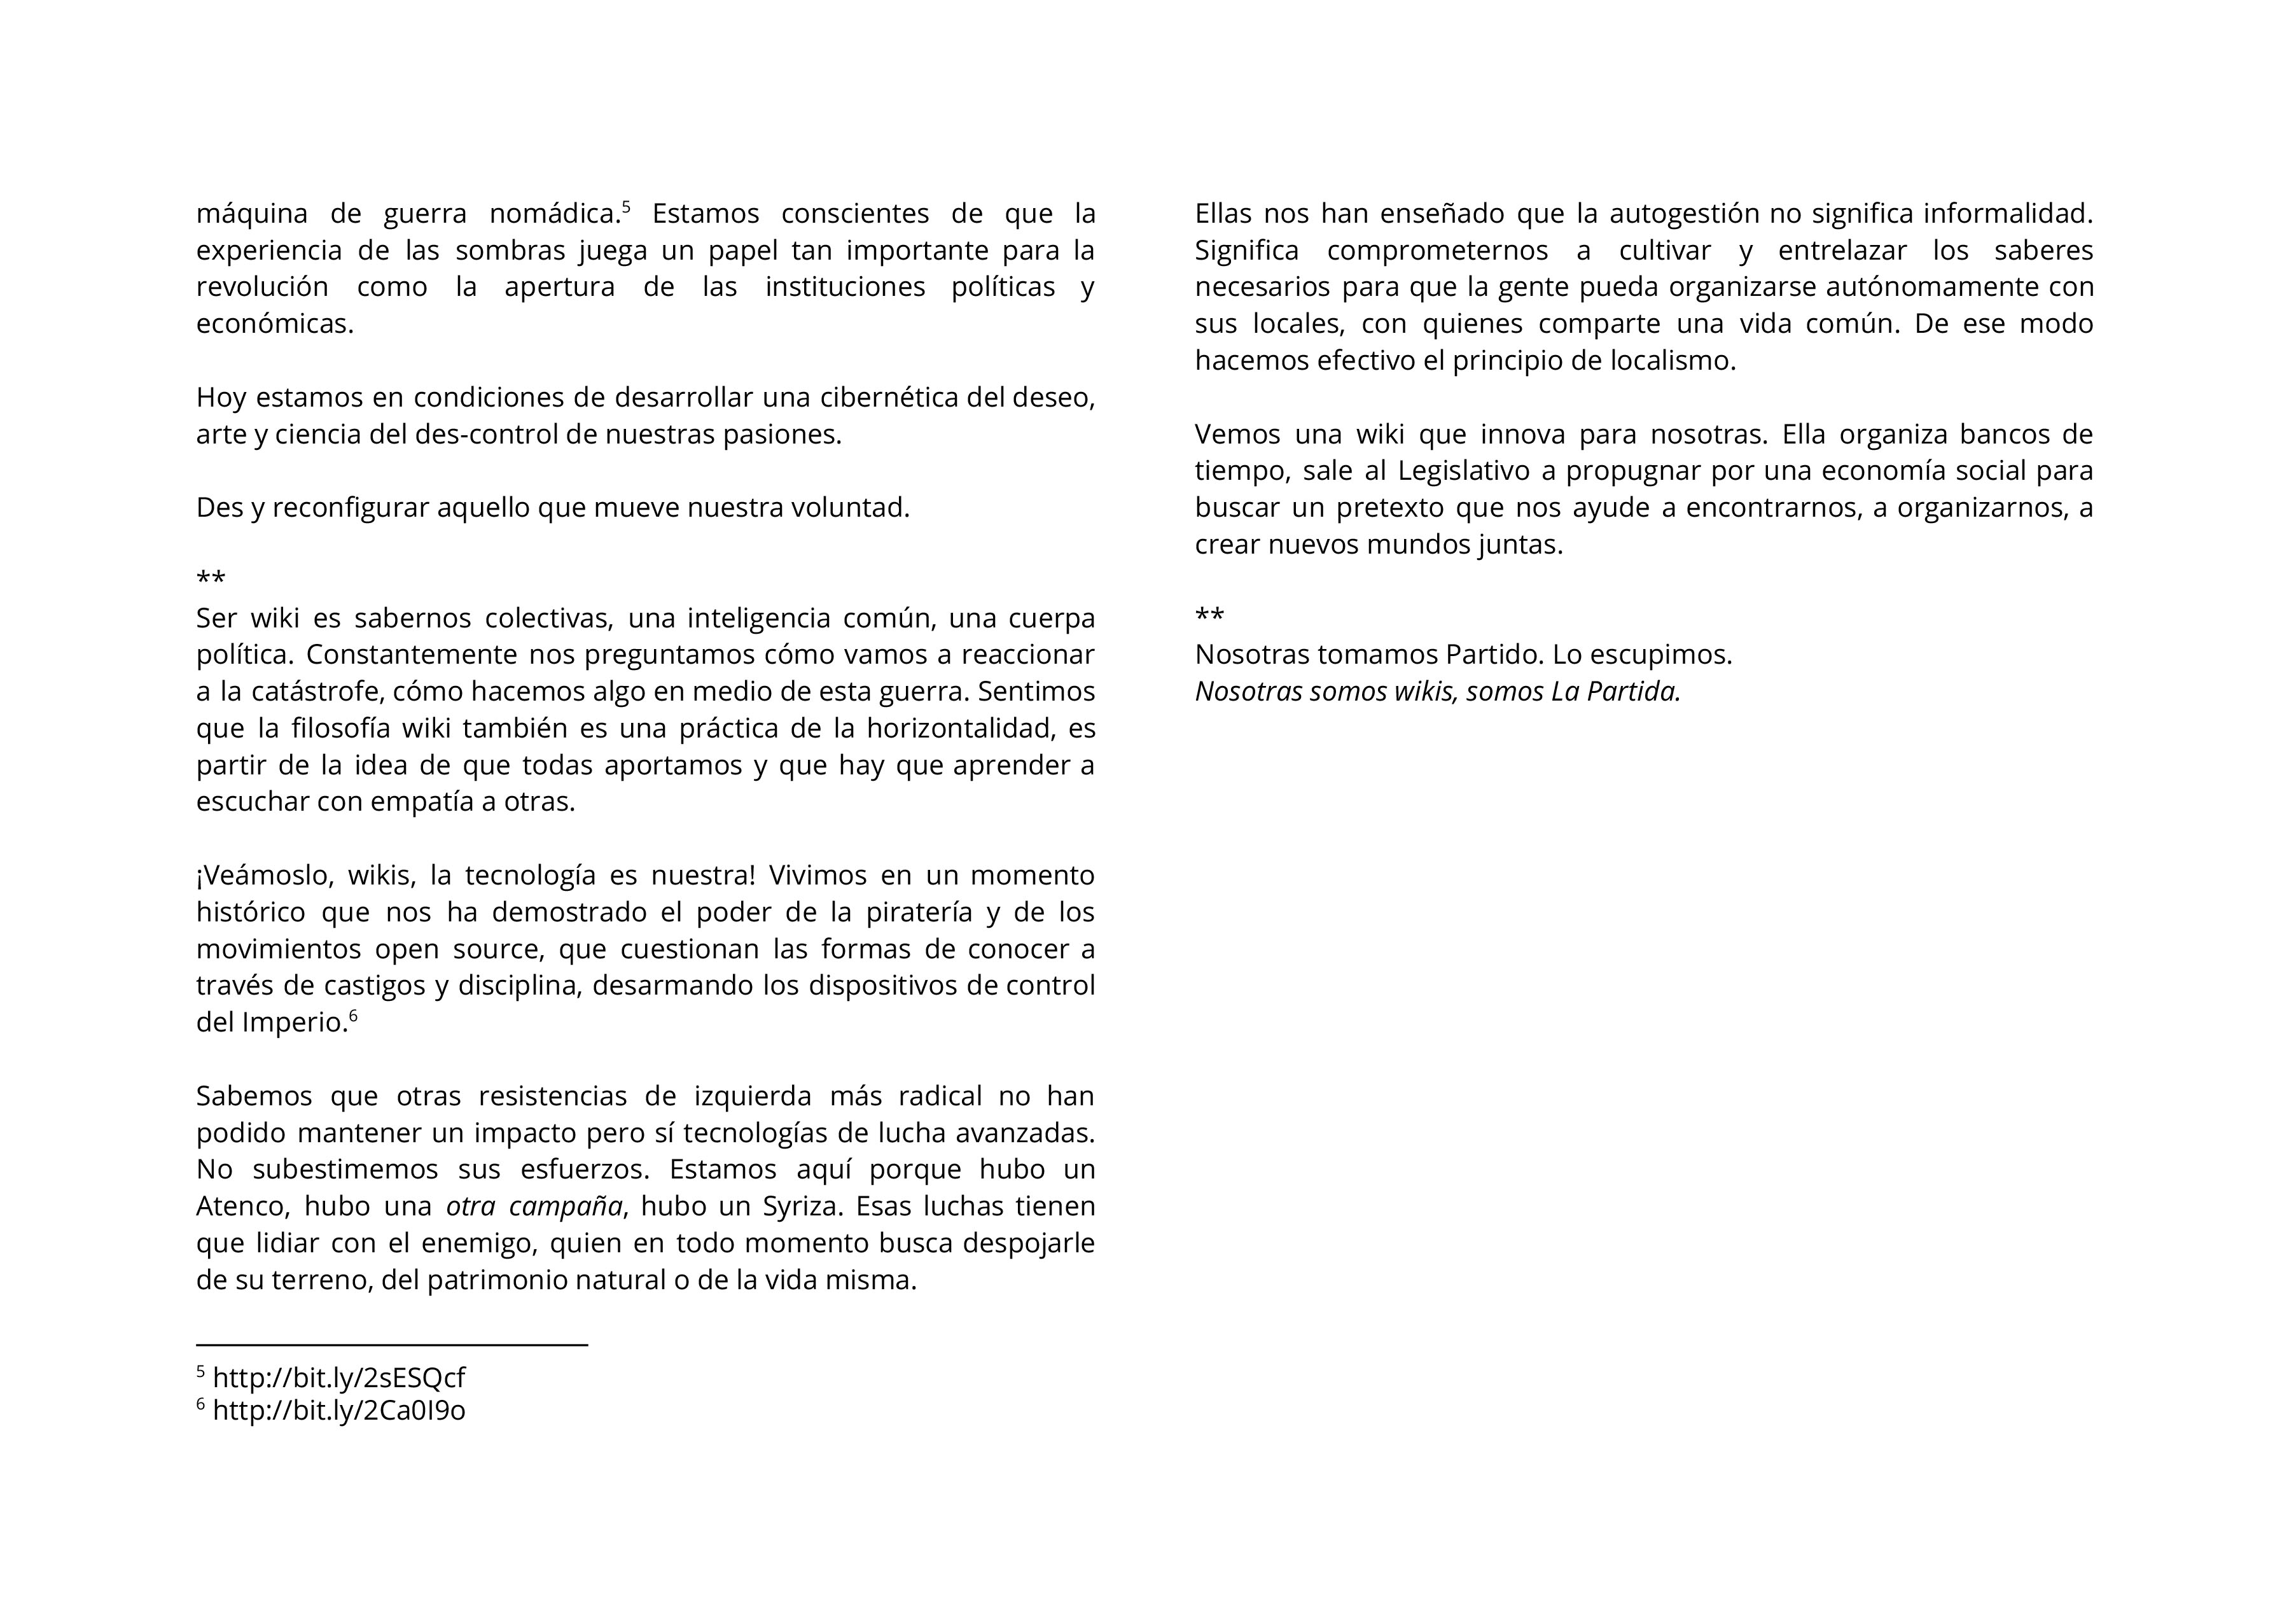 máquina de guerra nomádica.⁵ Estamos conscientes de que la
experiencia de las sombras juega un papel tan importante para la
revolución como la apertura de las instituciones políticas y
económicas.
Hoy estamos en condiciones de desarrollar una cibernética del deseo,
arte y ciencia del des-control de nuestras pasiones.
Des y reconfigurar aquello que mueve nuestra voluntad.
**
Ser wiki es sabernos colectivas, una inteligencia común, una cuerpa
política. Constantemente nos preguntamos cómo vamos a reaccionar
a la catástrofe, cómo hacemos algo en medio de esta guerra. Sentimos
que la filosofía wiki también es una práctica de la horizontalidad, es
partir de la idea de que todas aportamos y que hay que aprender a
escuchar con empatía a otras.
¡Veámoslo, wikis, la tecnología es nuestra! Vivimos en un momento
histórico que nos ha demostrado el poder de la piratería y de los
movimientos open source, que cuestionan las formas de conocer a
través de castigos y disciplina, desarmando los dispositivos de control
del Imperio.⁶
Sabemos que otras resistencias de izquierda más radical no han
podido mantener un impacto pero sí tecnologías de lucha avanzadas.
No subestimemos sus esfuerzos. Estamos aquí porque hubo un
Atenco, hubo una otra campaña, hubo un Syriza. Esas luchas tienen
que lidiar con el enemigo, quien en todo momento busca despojarle
de su terreno, del patrimonio natural o de la vida misma.
⁵ http://bit.ly/2sESQcf
⁶ http://bit.ly/2Ca0I9o
Ellas nos han enseñado que la autogestión no significa informalidad.
Significa comprometernos a cultivar y entrelazar los saberes
necesarios para que la gente pueda organizarse autónomamente con
sus locales, con quienes comparte una vida común. De ese modo
hacemos efectivo el principio de localismo.
Vemos una wiki que innova para nosotras. Ella organiza bancos de
tiempo, sale al Legislativo a propugnar por una economía social para
buscar un pretexto que nos ayude a encontrarnos, a organizarnos, a
crear nuevos mundos juntas.
**
Nosotras tomamos Partido. Lo escupimos.
Nosotras somos wikis, somos La Partida.